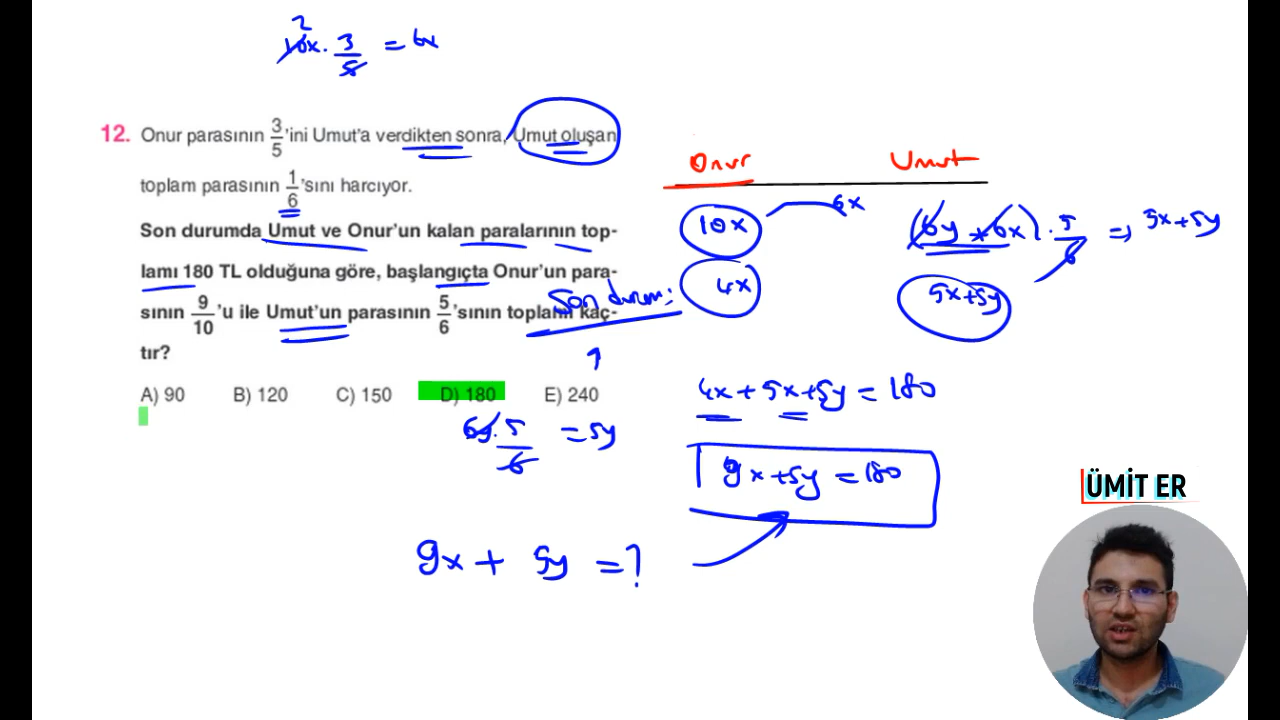 10x · 3/5 = 6x
2
12. Onur parasının 3/5 'ini Umut'a verdikten sonra, Umut oluşan
toplam parasının 1/6 'sını harcıyor.
Son durumda Umut ve Onur'un kalan paralarının top-
lamı 180 TL olduğuna göre, başlangıçta Onur'un para-
sının 9/10 'u ile Umut'un parasının 5/6 'sının toplamı kaç-
tır?
A) 90 B) 120 C) 150 D) 180 E) 240
6y · 5/6 = 5y
9x + 5y = ?
Onur Umut
10x 6x (6y + 6x) · 5/6 => 5x+5y
Son durum: 4x 5x+5y
4x + 5x + 5y = 180
9x + 5y = 180
ÜMİT ER